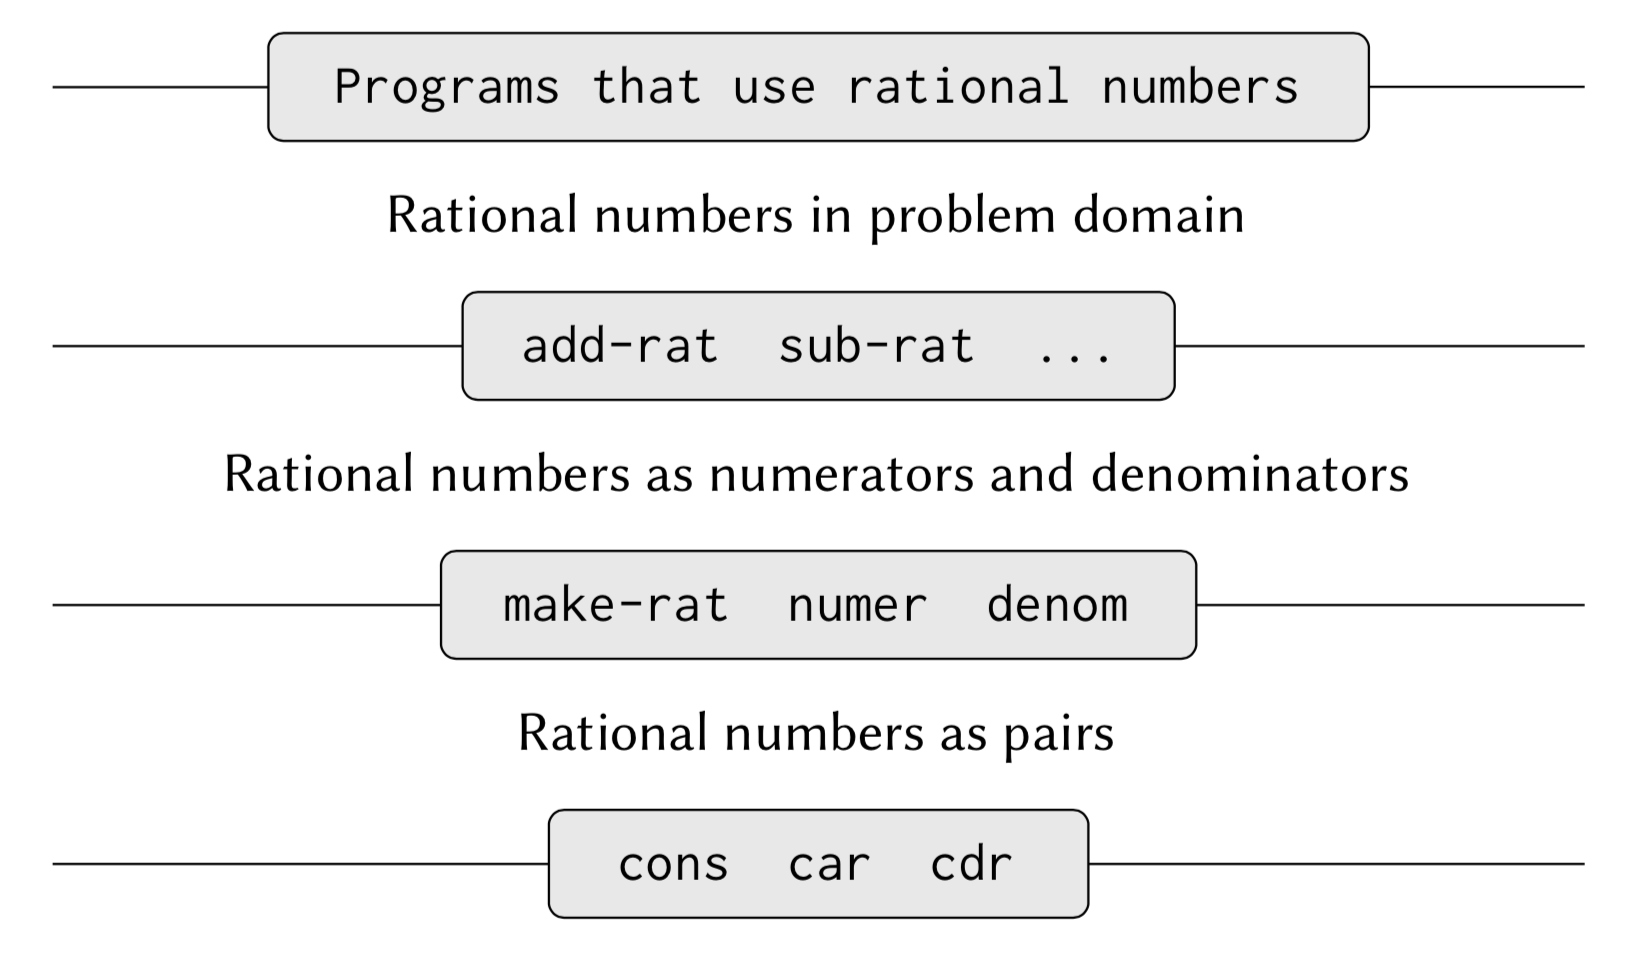 Programs that use rational numbers
Rational numbers in problem domain
add-rat sub-rat ...
Rational numbers as numerators and denominators
make-rat numer denom
Rational numbers as pairs
cons car cdr